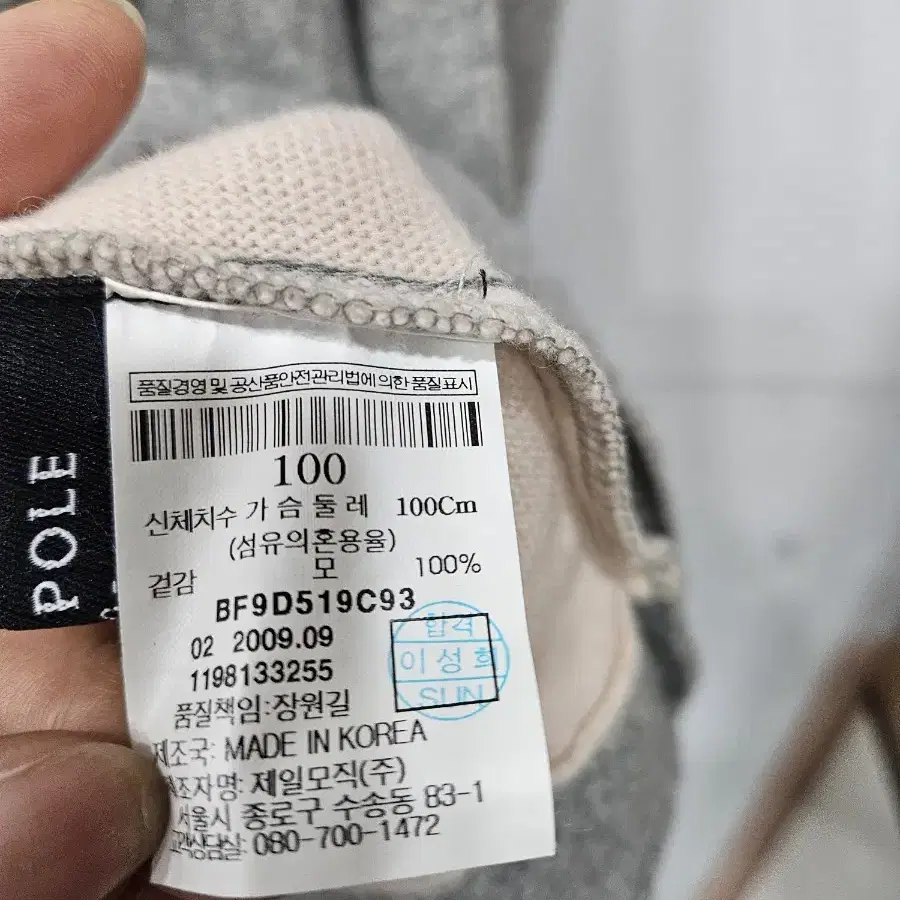 POLE
품질경영 및 공산품안전관리법에 의한 품질표시
100
신체치수 가 슴 둘 레 100Cm
(섬유의혼용율)
겉감 모 100%
BF9D519C93
02 2009.09
1198133255
합격
이성희
SUN
품질책임:장원길
제조국: MADE IN KOREA
제조자명: 제일모직(주)
서울시 종로구 수송동 83-1
고객상담실: 080-700-1472